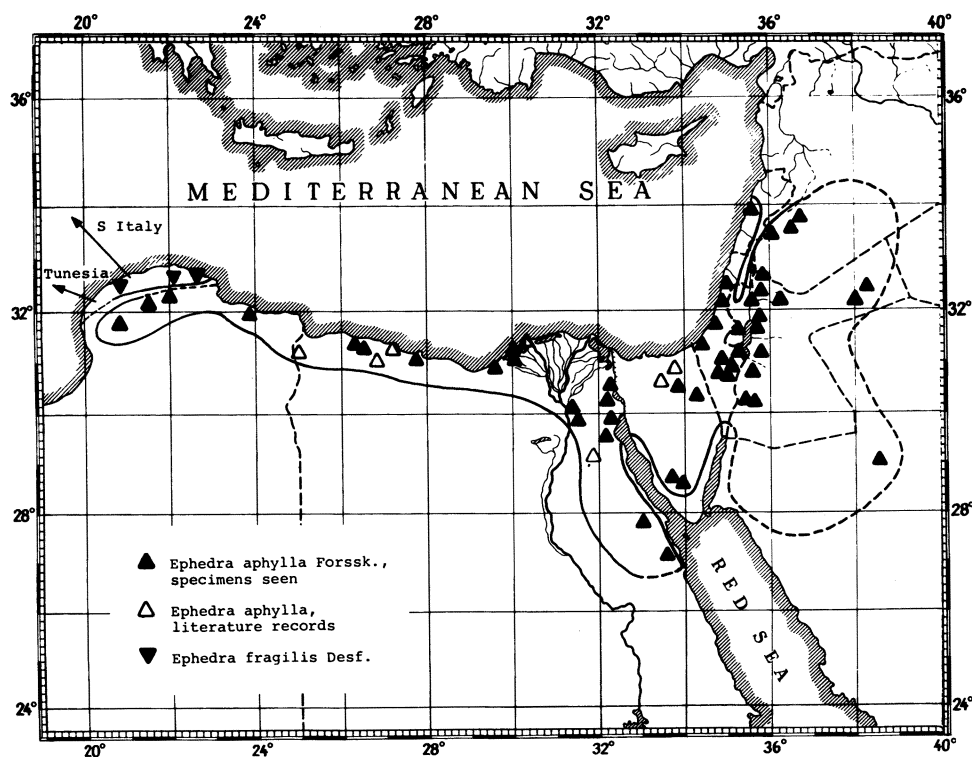 20° 24° 28° 32° 36° 40°
36° 36°
MEDITERRANEAN SEA
S Italy
Tunesia
32° 32°
28° 28°
RED SEA
Ephedra aphylla Forssk.,
specimens seen
Ephedra aphylla,
literature records
Ephedra fragilis Desf.
24° 24°
20° 24° 28° 32° 36° 40°